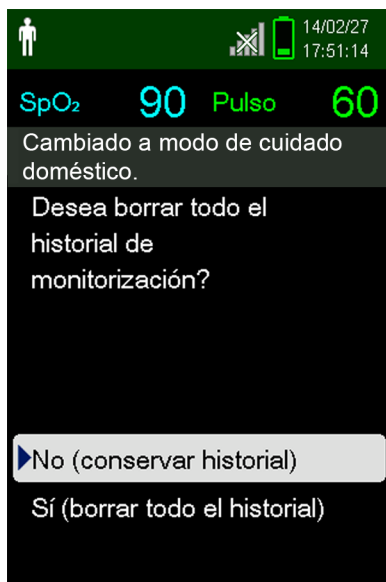 14/02/27
17:51:14
SpO₂ 90 Pulso 60
Cambiado a modo de cuidado
doméstico.
Desea borrar todo el
historial de
monitorización?
No (conservar historial)
Sí (borrar todo el historial)